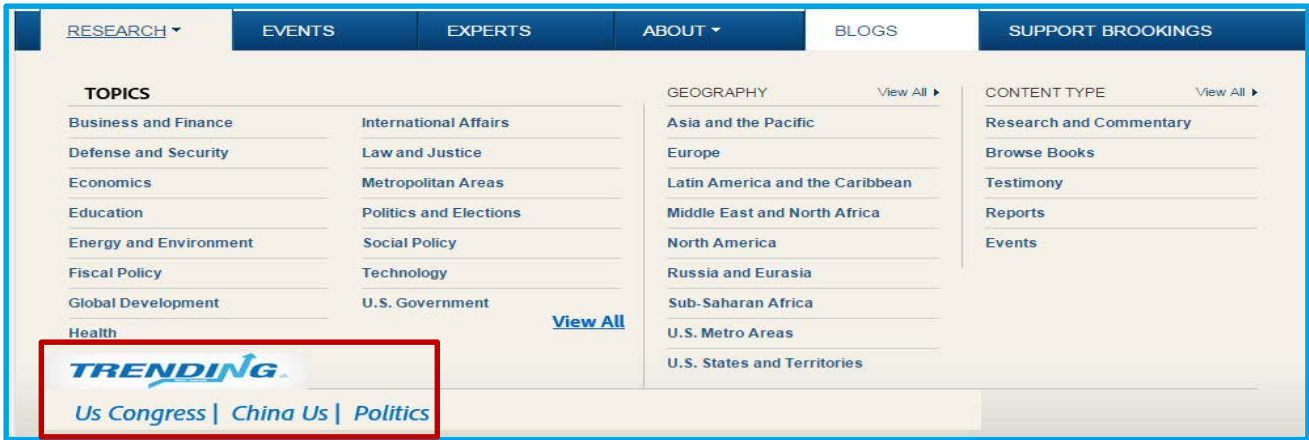 RESEARCH EVENTS EXPERTS ABOUT BLOGS SUPPORT BROOKINGS
TOPICS
Business and Finance
Defense and Security
Economics
Education
Energy and Environment
Fiscal Policy
Global Development
Health
International Affairs
Law and Justice
Metropolitan Areas
Politics and Elections
Social Policy
Technology
U.S. Government
View All
GEOGRAPHY View All
Asia and the Pacific
Europe
Latin America and the Caribbean
Middle East and North Africa
North America
Russia and Eurasia
Sub-Saharan Africa
U.S. Metro Areas
U.S. States and Territories
CONTENT TYPE View All
Research and Commentary
Browse Books
Testimony
Reports
Events
TRENDING
Us Congress | China Us | Politics